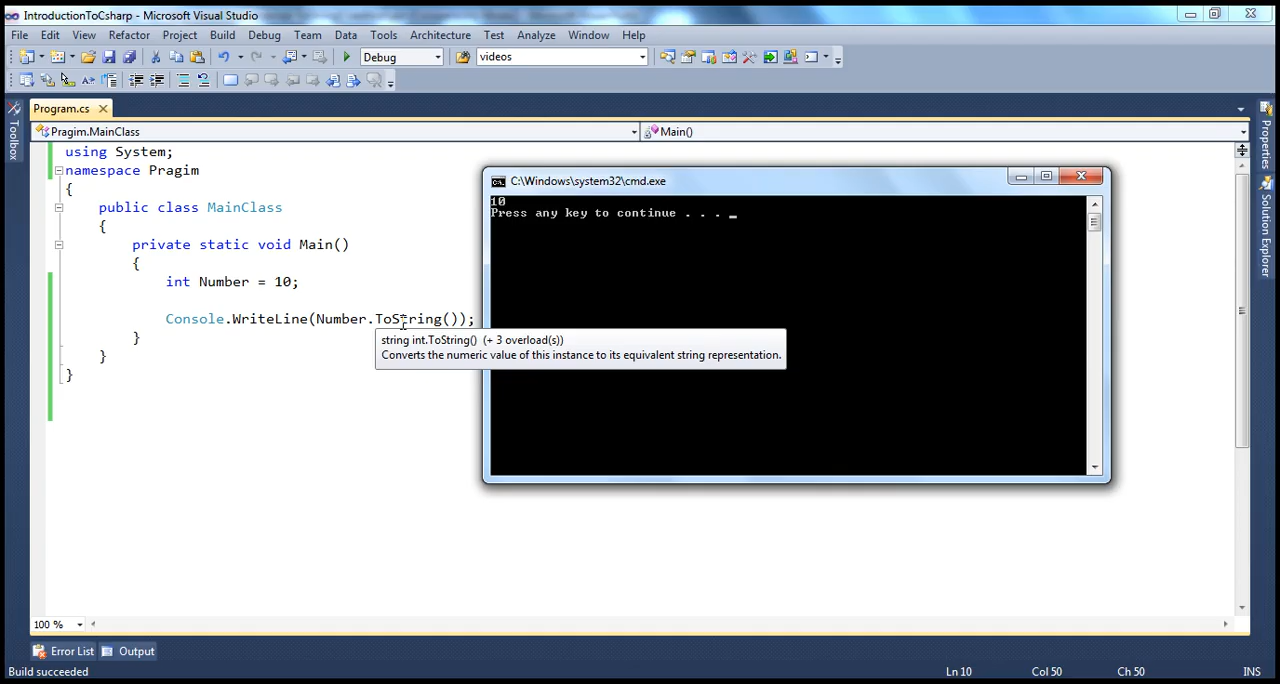 IntroductionToCsharp - Microsoft Visual Studio
File Edit View Refactor Project Build Debug Team Data Tools Architecture Test Analyze Window Help
Debug videos
Program.cs
Pragim.MainClass Main()
Toolbox
Properties
Solution Explorer
using System;
namespace Pragim
{
public class MainClass
{
private static void Main()
{
int Number = 10;
Console.WriteLine(Number.ToString());
}
}
}
string int.ToString() (+ 3 overload(s))
Converts the numeric value of this instance to its equivalent string representation.
C:\Windows\system32\cmd.exe
10
Press any key to continue . . . _
100 %
Error List Output
Build succeeded Ln 10 Col 50 Ch 50 INS